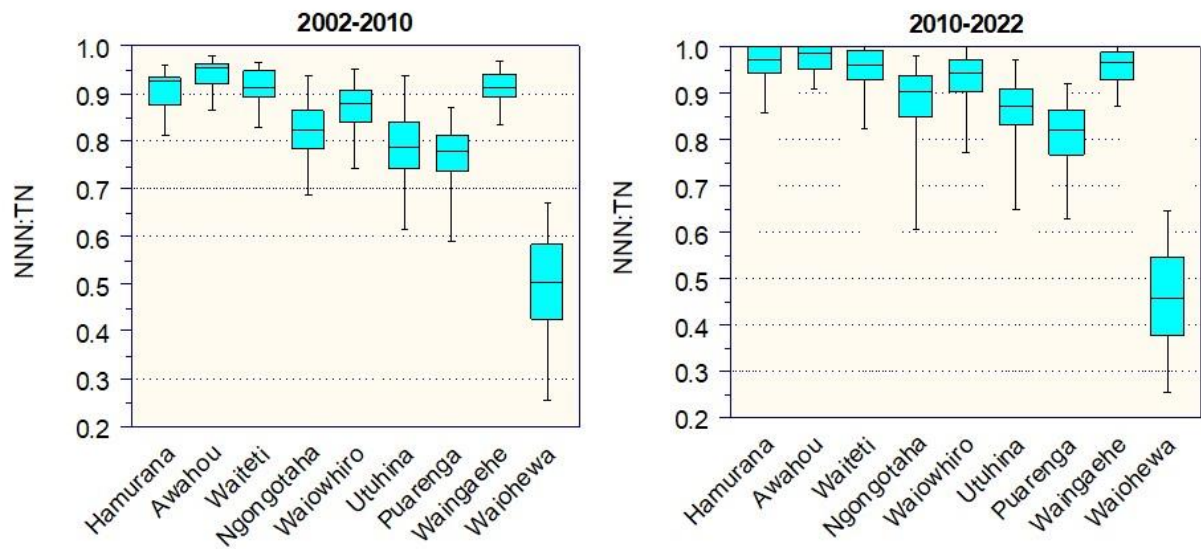 2002-2010
NNN:TN
1.0
0.9
0.8
0.7
0.6
0.5
0.4
0.3
0.2
Hamurana
Awahou
Waiteti
Ngongotaha
Waiowhiro
Utuhina
Puarenga
Waingaehe
Waiohewa
2010-2022
NNN:TN
1.0
0.9
0.8
0.7
0.6
0.5
0.4
0.3
0.2
Hamurana
Awahou
Waiteti
Ngongotaha
Waiowhiro
Utuhina
Puarenga
Waingaehe
Waiohewa